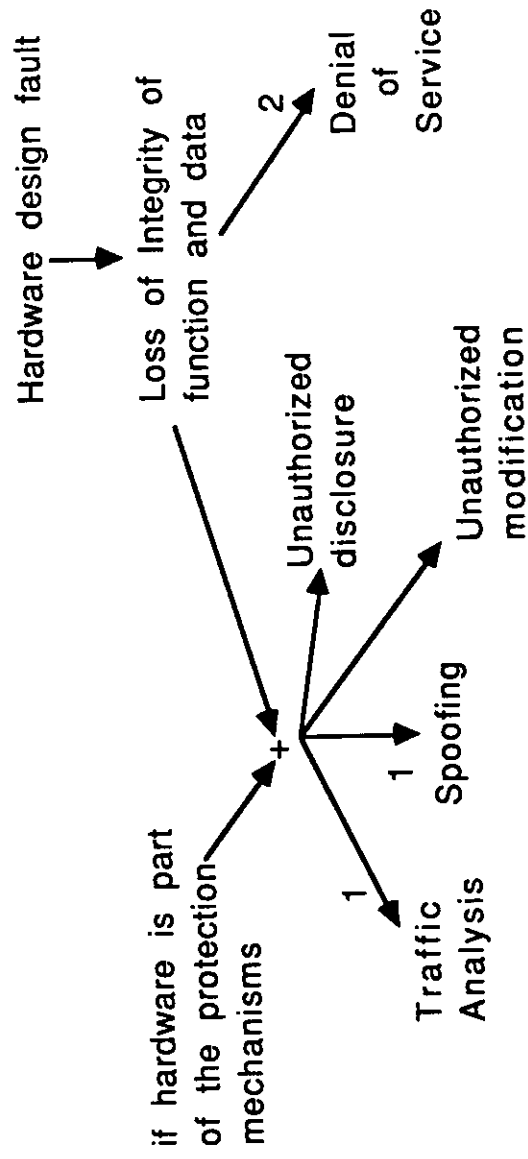 Hardware design fault
Loss of Integrity of
function and data
2
Denial
of
Service
if hardware is part
of the protection
mechanisms
+
Unauthorized
disclosure
Unauthorized
modification
1
Spoofing
1
Traffic
Analysis